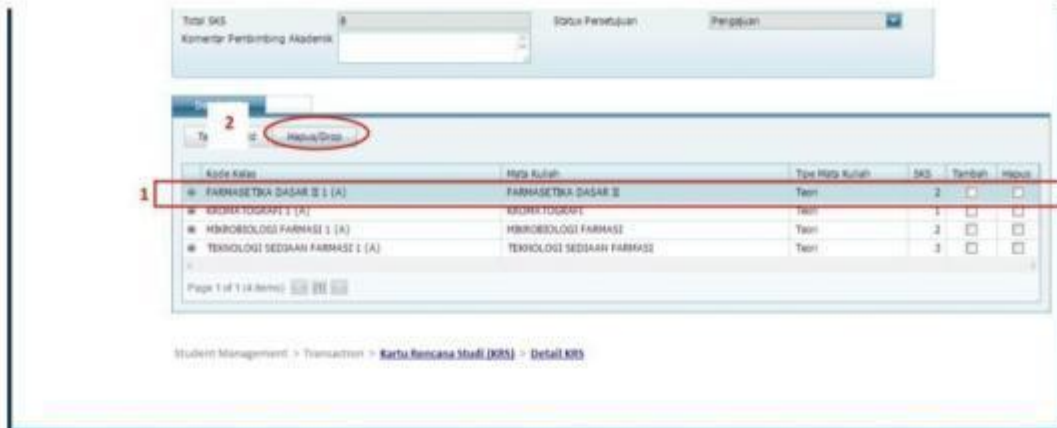 Total SKS 8 Status Persetujuan Pengajuan
Komentar Pembimbing Akademik
2
Hapus/Drop
Kode Kelas Mata Kuliah Tipe Mata Kuliah SKS Tambah Hapus
1
FARMASETIKA DASAR II 1 (A) FARMASETIKA DASAR II Teori 2
KROMATOGRAFI 1 (A) KROMATOGRAFI Teori 1
MIKROBIOLOGI FARMASI 1 (A) MIKROBIOLOGI FARMASI Teori 2
TEKNOLOGI SEDIAAN FARMASI 1 (A) TEKNOLOGI SEDIAAN FARMASI Teori 3
Page 1 of 1 (4 items) [1]
Student Management > Transaction > Kartu Rencana Studi (KRS) > Detail KRS